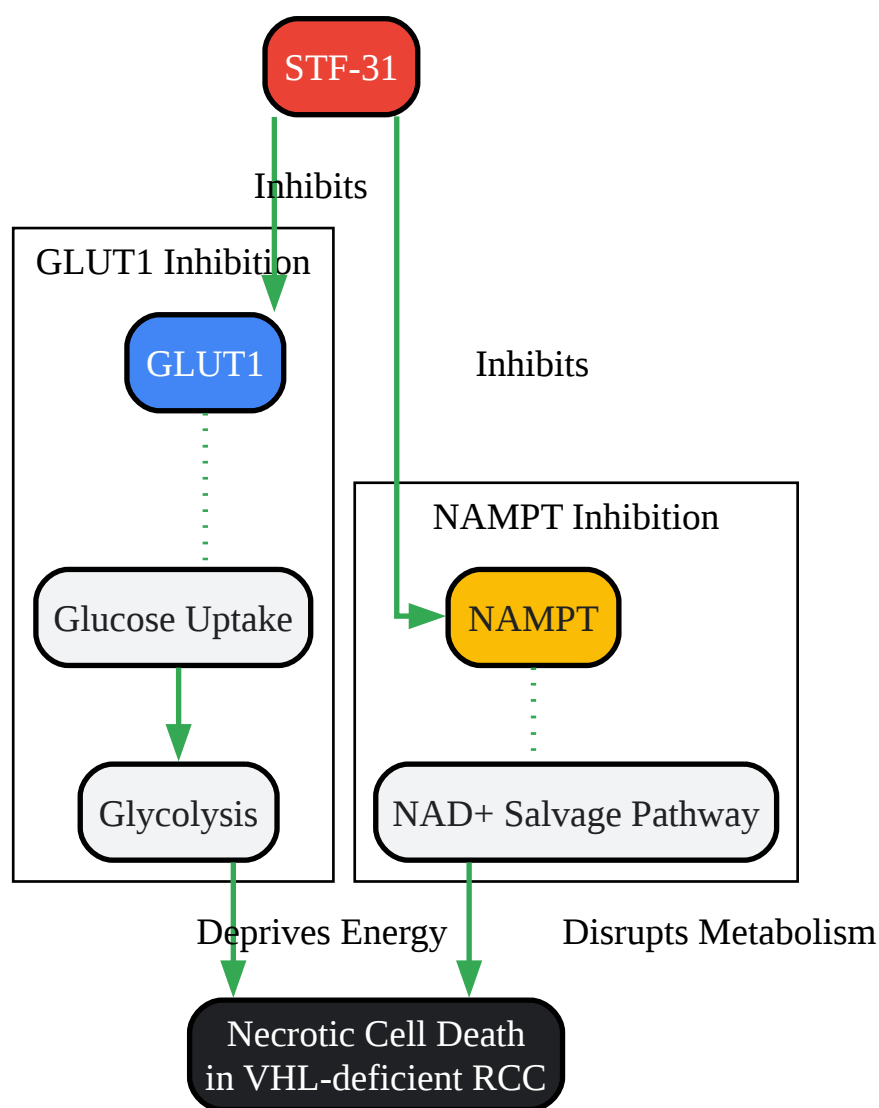 STF-31
Inhibits
GLUT1 Inhibition
GLUT1
Inhibits
NAMPT Inhibition
Glucose Uptake
NAMPT
Glycolysis
NAD+ Salvage Pathway
Deprives Energy
Disrupts Metabolism
Necrotic Cell Death
in VHL-deficient RCC